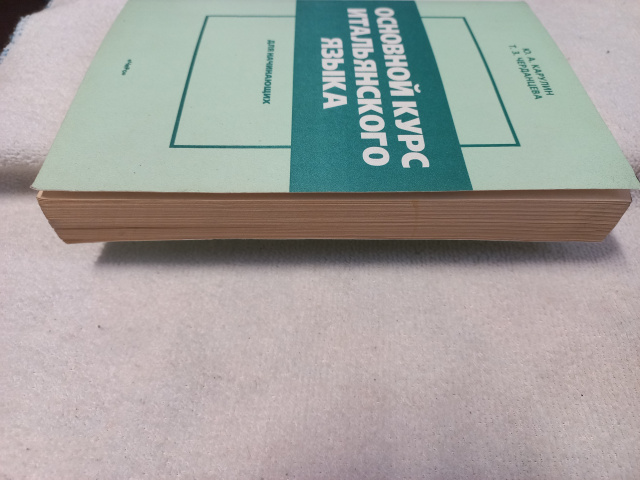 Ю. А. КАРУЛИН
Т. З. ЧЕРДАНЦЕВА
ОСНОВНОЙ КУРС
ИТАЛЬЯНСКОГО
ЯЗЫКА
ДЛЯ НАЧИНАЮЩИХ